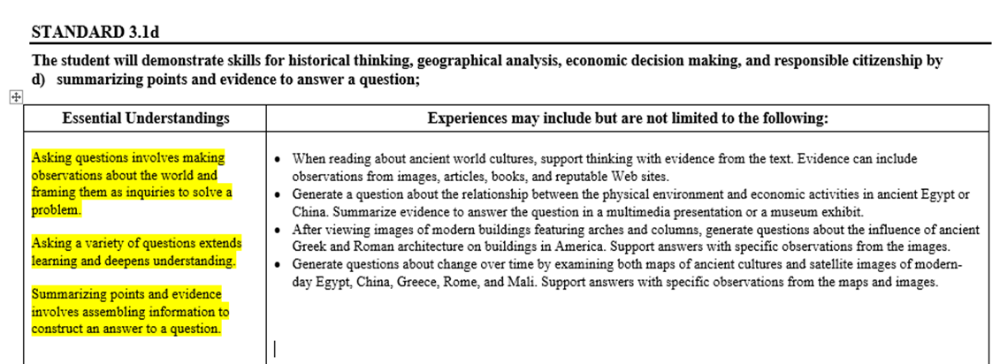 STANDARD 3.1d
The student will demonstrate skills for historical thinking, geographical analysis, economic decision making, and responsible citizenship by
d) summarizing points and evidence to answer a question;
Essential Understandings
Experiences may include but are not limited to the following:
Asking questions involves making
observations about the world and
framing them as inquiries to solve a
problem.
Asking a variety of questions extends
learning and deepens understanding.
Summarizing points and evidence
involves assembling information to
construct an answer to a question.
• When reading about ancient world cultures, support thinking with evidence from the text. Evidence can include
observations from images, articles, books, and reputable Web sites.
• Generate a question about the relationship between the physical environment and economic activities in ancient Egypt or
China. Summarize evidence to answer the question in a multimedia presentation or a museum exhibit.
• After viewing images of modern buildings featuring arches and columns, generate questions about the influence of ancient
Greek and Roman architecture on buildings in America. Support answers with specific observations from the images.
• Generate questions about change over time by examining both maps of ancient cultures and satellite images of modern-
day Egypt, China, Greece, Rome, and Mali. Support answers with specific observations from the maps and images.